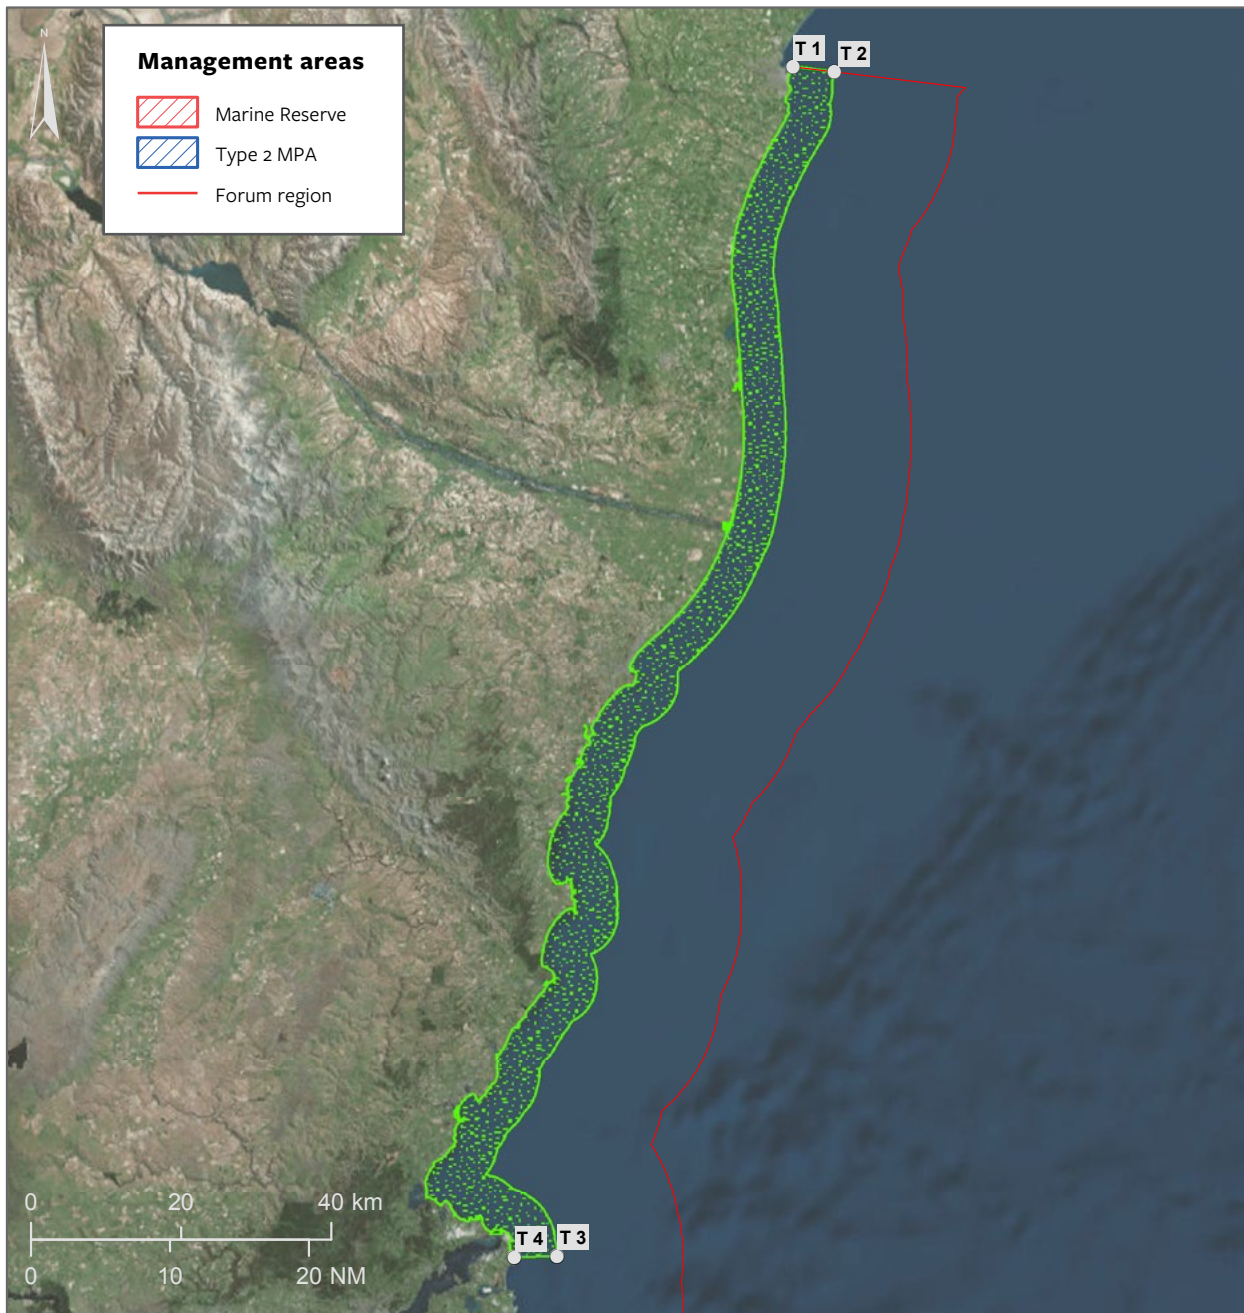 N
Management areas
Marine Reserve
Type 2 MPA
Forum region
T 1
T 2
0 20 40 km
0 10 20 NM
T 4
T 3